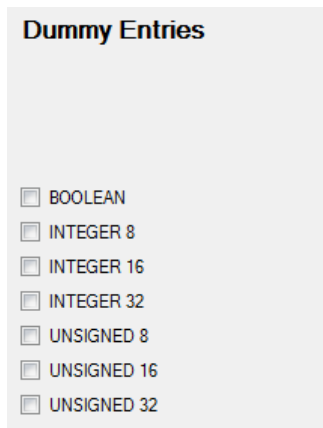 Dummy Entries
BOOLEAN
INTEGER 8
INTEGER 16
INTEGER 32
UNSIGNED 8
UNSIGNED 16
UNSIGNED 32